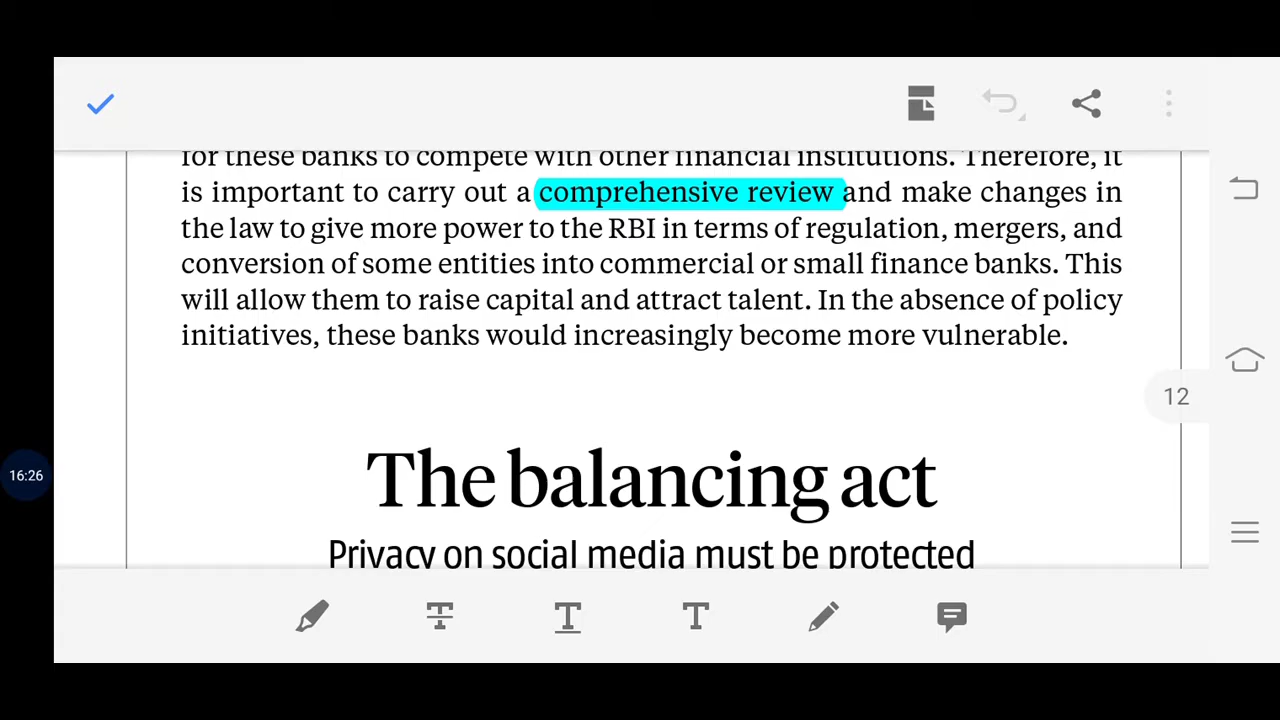 for these banks to compete with other financial institutions. Therefore, it
is important to carry out a comprehensive review and make changes in
the law to give more power to the RBI in terms of regulation, mergers, and
conversion of some entities into commercial or small finance banks. This
will allow them to raise capital and attract talent. In the absence of policy
initiatives, these banks would increasingly become more vulnerable.
12
16:26
The balancing act
Privacy on social media must be protected